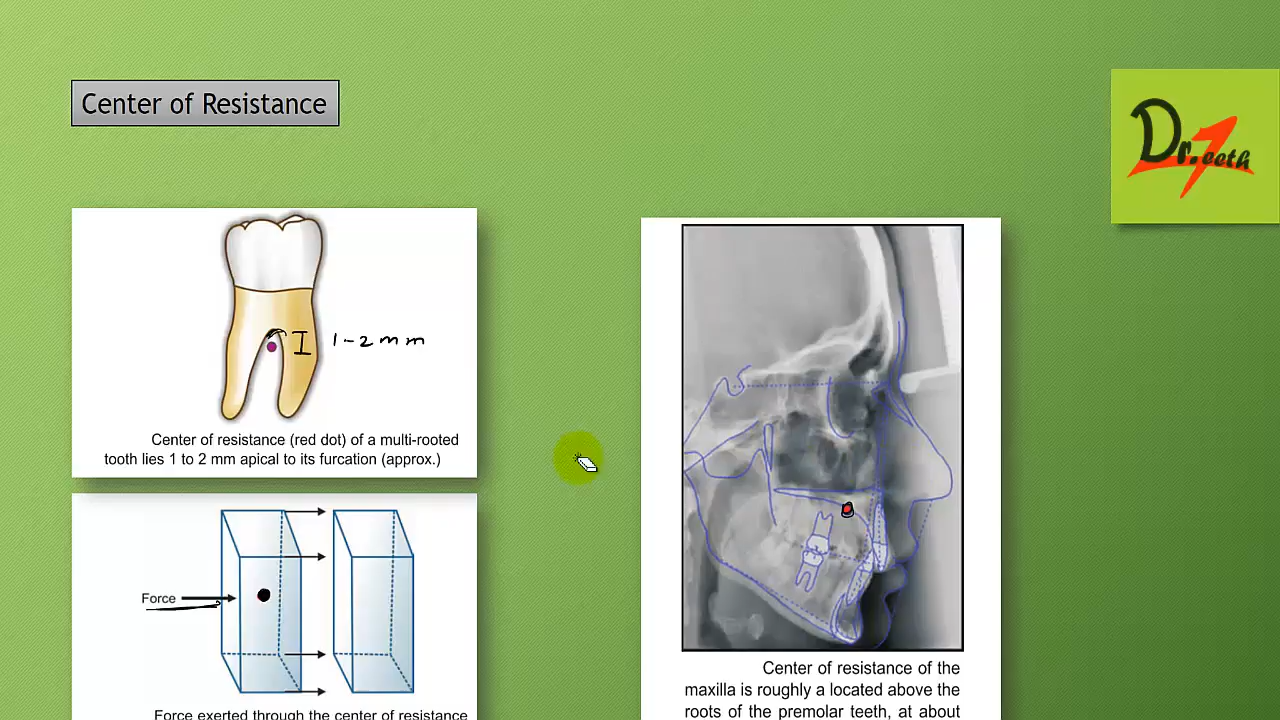 Center of Resistance
Dr.Teeth
1-2 mm
Center of resistance (red dot) of a multi-rooted
tooth lies 1 to 2 mm apical to its furcation (approx.)
Force
Force exerted through the center of resistance
Center of resistance of the
maxilla is roughly a located above the
roots of the premolar teeth, at about